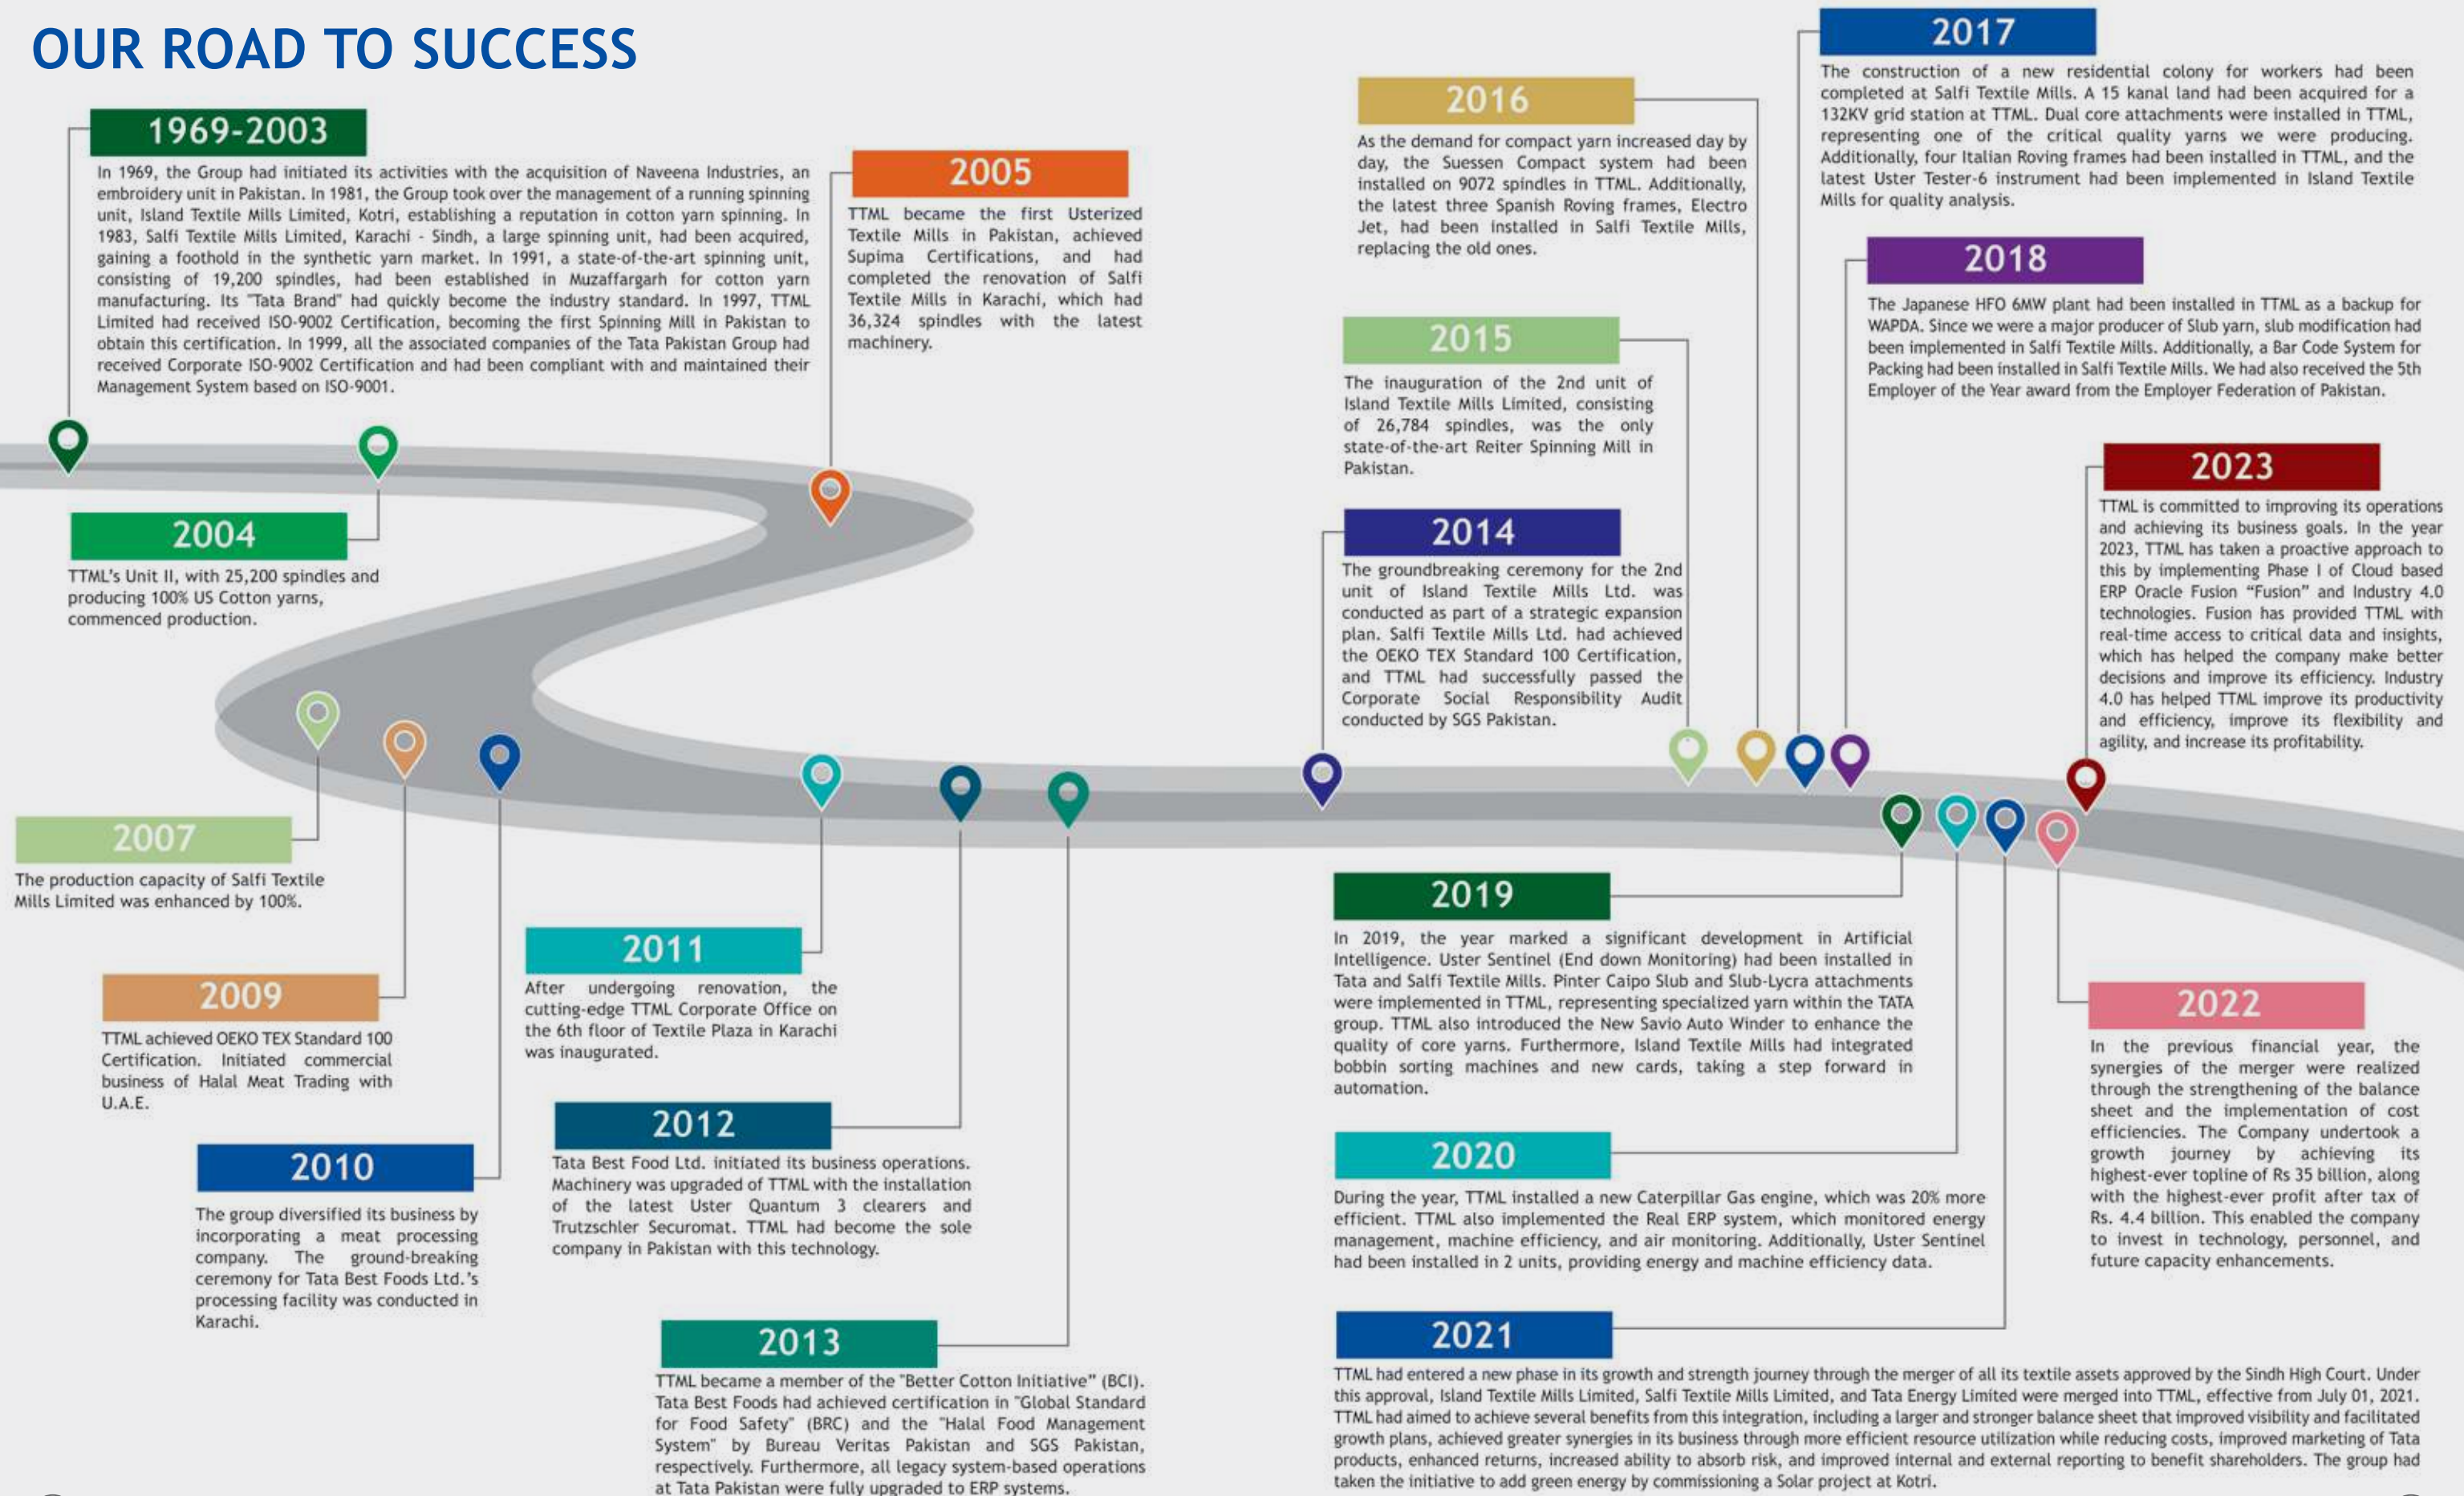 OUR ROAD TO SUCCESS
1969-2003
In 1969, the Group had initiated its activities with the acquisition of Naveena Industries, an
embroidery unit in Pakistan. In 1981, the Group took over the management of a running spinning
unit, Island Textile Mills Limited, Kotri, establishing a reputation in cotton yarn spinning. In
1983, Salfi Textile Mills Limited, Karachi - Sindh, a large spinning unit, had been acquired,
gaining a foothold in the synthetic yarn market. In 1991, a state-of-the-art spinning unit,
consisting of 19,200 spindles, had been established in Muzaffargarh for cotton yarn
manufacturing. Its "Tata Brand" had quickly become the industry standard. In 1997, TTML
Limited had received ISO-9002 Certification, becoming the first Spinning Mill in Pakistan to
obtain this certification. In 1999, all the associated companies of the Tata Pakistan Group had
received Corporate ISO-9002 Certification and had been compliant with and maintained their
Management System based on ISO-9001.
2004
TTML's Unit II, with 25,200 spindles and
producing 100% US Cotton yarns,
commenced production.
2005
TTML became the first Usterized
Textile Mills in Pakistan, achieved
Supima Certifications, and had
completed the renovation of Salfi
Textile Mills in Karachi, which had
36,324 spindles with the latest
machinery.
2007
The production capacity of Salfi Textile
Mills Limited was enhanced by 100%.
2009
TTML achieved OEKO TEX Standard 100
Certification. Initiated commercial
business of Halal Meat Trading with
U.A.E.
2010
The group diversified its business by
incorporating a meat processing
company. The ground-breaking
ceremony for Tata Best Foods Ltd.'s
processing facility was conducted in
Karachi.
2011
After undergoing renovation, the
cutting-edge TTML Corporate Office on
the 6th floor of Textile Plaza in Karachi
was inaugurated.
2012
Tata Best Food Ltd. initiated its business operations.
Machinery was upgraded of TTML with the installation
of the latest Uster Quantum 3 clearers and
Trutzschler Securomat. TTML had become the sole
company in Pakistan with this technology.
2013
TTML became a member of the "Better Cotton Initiative" (BCI).
Tata Best Foods had achieved certification in "Global Standard
for Food Safety" (BRC) and the "Halal Food Management
System" by Bureau Veritas Pakistan and SGS Pakistan,
respectively. Furthermore, all legacy system-based operations
at Tata Pakistan were fully upgraded to ERP systems.
2014
The groundbreaking ceremony for the 2nd
unit of Island Textile Mills Ltd. was
conducted as part of a strategic expansion
plan. Salfi Textile Mills Ltd. had achieved
the OEKO TEX Standard 100 Certification,
and TTML had successfully passed the
Corporate Social Responsibility Audit
conducted by SGS Pakistan.
2015
The inauguration of the 2nd unit of
Island Textile Mills Limited, consisting
of 26,784 spindles, was the only
state-of-the-art Reiter Spinning Mill in
Pakistan.
2016
As the demand for compact yarn increased day by
day, the Suessen Compact system had been
installed on 9072 spindles in TTML. Additionally,
the latest three Spanish Roving frames, Electro
Jet, had been installed in Salfi Textile Mills,
replacing the old ones.
2017
The construction of a new residential colony for workers had been
completed at Salfi Textile Mills. A 15 kanal land had been acquired for a
132KV grid station at TTML. Dual core attachments were installed in TTML,
representing one of the critical quality yarns we were producing.
Additionally, four Italian Roving frames had been installed in TTML, and the
latest Uster Tester-6 instrument had been implemented in Island Textile
Mills for quality analysis.
2018
The Japanese HFO 6MW plant had been installed in TTML as a backup for
WAPDA. Since we were a major producer of Slub yarn, slub modification had
been implemented in Salfi Textile Mills. Additionally, a Bar Code System for
Packing had been installed in Salfi Textile Mills. We had also received the 5th
Employer of the Year award from the Employer Federation of Pakistan.
2019
In 2019, the year marked a significant development in Artificial
Intelligence. Uster Sentinel (End down Monitoring) had been installed in
Tata and Salfi Textile Mills. Pinter Caipo Slub and Slub-Lycra attachments
were implemented in TTML, representing specialized yarn within the TATA
group. TTML also introduced the New Savio Auto Winder to enhance the
quality of core yarns. Furthermore, Island Textile Mills had integrated
bobbin sorting machines and new cards, taking a step forward in
automation.
2020
During the year, TTML installed a new Caterpillar Gas engine, which was 20% more
efficient. TTML also implemented the Real ERP system, which monitored energy
management, machine efficiency, and air monitoring. Additionally, Uster Sentinel
had been installed in 2 units, providing energy and machine efficiency data.
2021
TTML had entered a new phase in its growth and strength journey through the merger of all its textile assets approved by the Sindh High Court. Under
this approval, Island Textile Mills Limited, Salfi Textile Mills Limited, and Tata Energy Limited were merged into TTML, effective from July 01, 2021.
TTML had aimed to achieve several benefits from this integration, including a larger and stronger balance sheet that improved visibility and facilitated
growth plans, achieved greater synergies in its business through more efficient resource utilization while reducing costs, improved marketing of Tata
products, enhanced returns, increased ability to absorb risk, and improved internal and external reporting to benefit shareholders. The group had
taken the initiative to add green energy by commissioning a Solar project at Kotri.
2022
In the previous financial year, the
synergies of the merger were realized
through the strengthening of the balance
sheet and the implementation of cost
efficiencies. The Company undertook a
growth journey by achieving its
highest-ever topline of Rs 35 billion, along
with the highest-ever profit after tax of
Rs. 4.4 billion. This enabled the company
to invest in technology, personnel, and
future capacity enhancements.
2023
TTML is committed to improving its operations
and achieving its business goals. In the year
2023, TTML has taken a proactive approach to
this by implementing Phase I of Cloud based
ERP Oracle Fusion “Fusion” and Industry 4.0
technologies. Fusion has provided TTML with
real-time access to critical data and insights,
which has helped the company make better
decisions and improve its efficiency. Industry
4.0 has helped TTML improve its productivity
and efficiency, improve its flexibility and
agility, and increase its profitability.